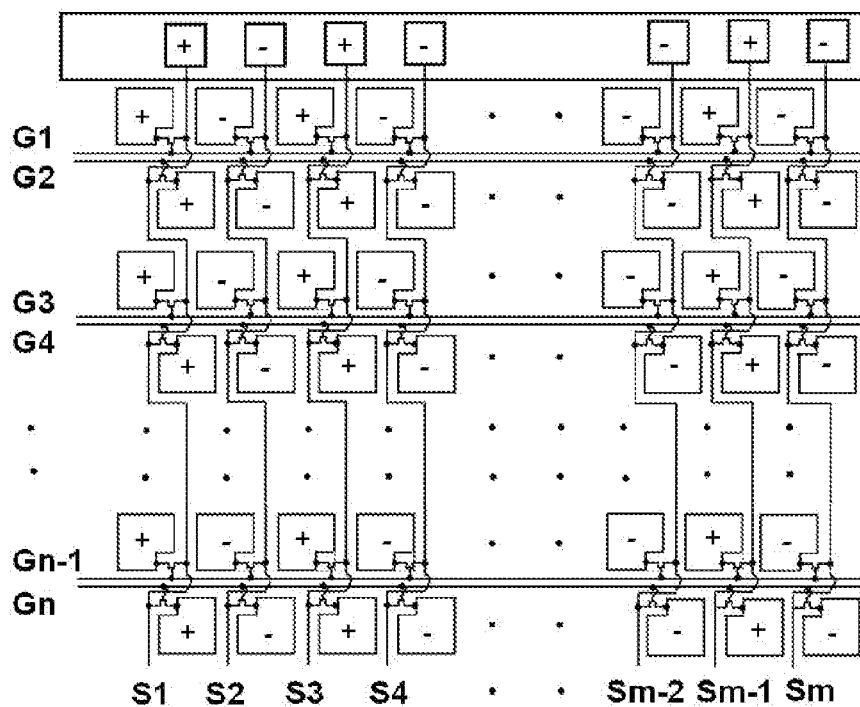 + - + - - + -
+ - + - - + -
G1
G2
+ - + - - + -
+ - + - - + -
G3
G4
+ - + - - + -
+ - + - - + -
Gn-1
Gn
+ - + - - + -
S1 S2 S3 S4 Sm-2 Sm-1 Sm